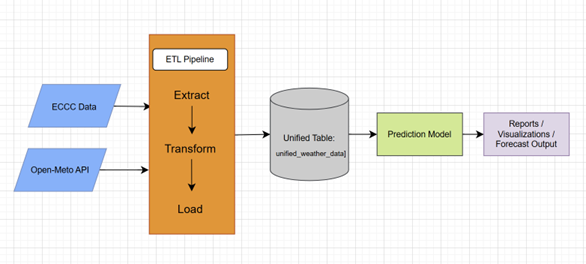 ETL Pipeline
ECCC Data
Open-Meto API
Extract
Transform
Load
Unified Table:
unified_weather_data]
Prediction Model
Reports /
Visualizations /
Forecast Output